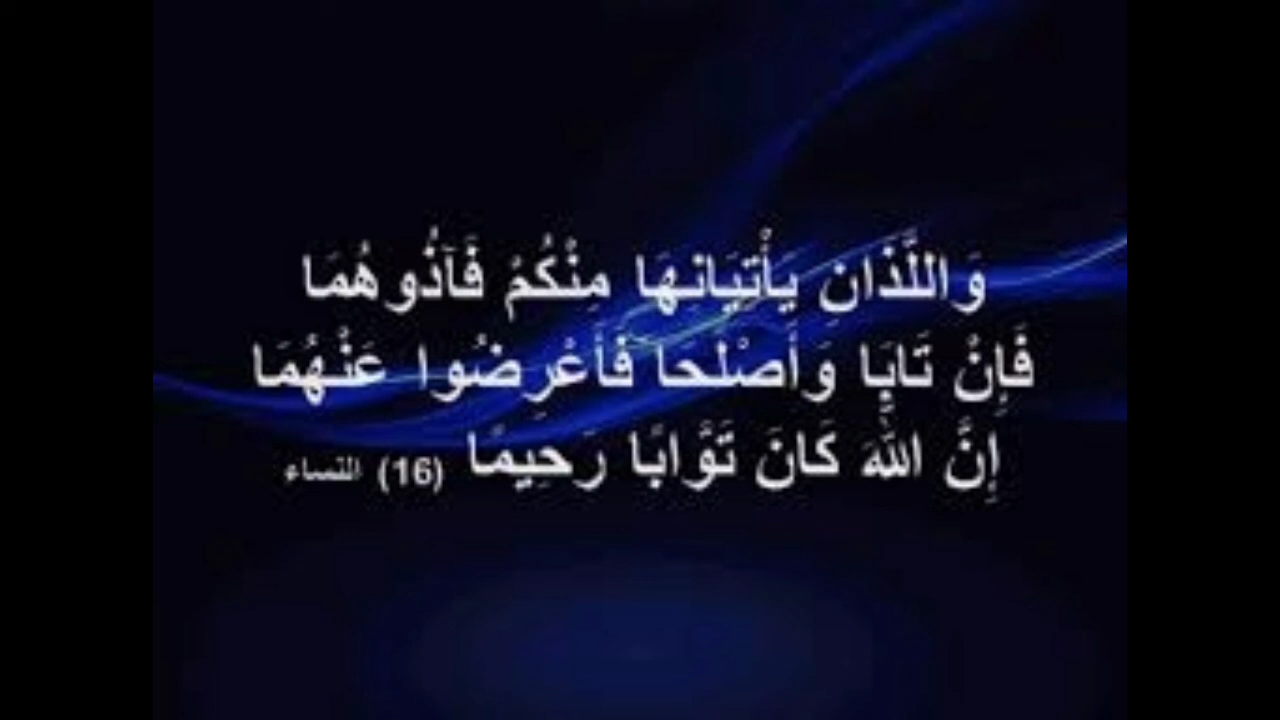 وَاللَّذَانِ يَأْتِيَانِهَا مِنْكُمْ فَآذُوهُمَا
فَإِنْ تَابَا وَأَصْلَحَا فَأَعْرِضُوا عَنْهُمَا
إِنَّ اللَّهَ كَانَ تَوَّابًا رَحِيمًا (16) النساء